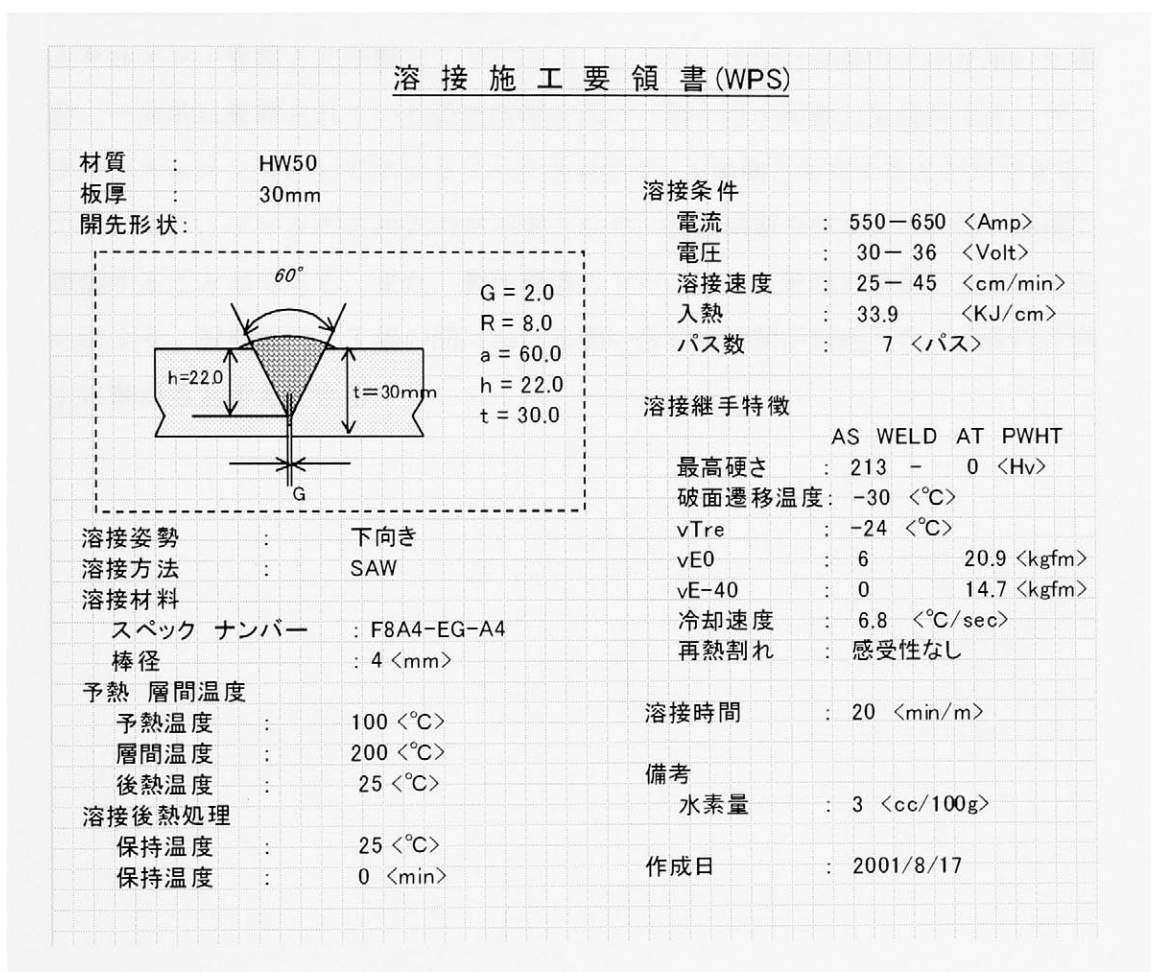 溶接施工要領書(WPS)
材質 : HW50
板厚 : 30mm
開先形状:
60°
h=22.0
t=30mm
G
G = 2.0
R = 8.0
a = 60.0
h = 22.0
t = 30.0
溶接姿勢 : 下向き
溶接方法 : SAW
溶接材料
スペック ナンバー : F8A4-EG-A4
棒径 : 4 <mm>
予熱 層間温度
予熱温度 : 100 <℃>
層間温度 : 200 <℃>
後熱温度 : 25 <℃>
溶接後熱処理
保持温度 : 25 <℃>
保持温度 : 0 <min>
溶接条件
電流 : 550-650 <Amp>
電圧 : 30- 36 <Volt>
溶接速度 : 25- 45 <cm/min>
入熱 : 33.9 <KJ/cm>
パス数 : 7 <パス>
溶接継手特徴
AS WELD AT PWHT
最高硬さ : 213 - 0 <Hv>
破面遷移温度: -30 <℃>
vTre : -24 <℃>
vE0 : 6 20.9 <kgfm>
vE-40 : 0 14.7 <kgfm>
冷却速度 : 6.8 <℃/sec>
再熱割れ : 感受性なし
溶接時間 : 20 <min/m>
備考
水素量 : 3 <cc/100g>
作成日 : 2001/8/17